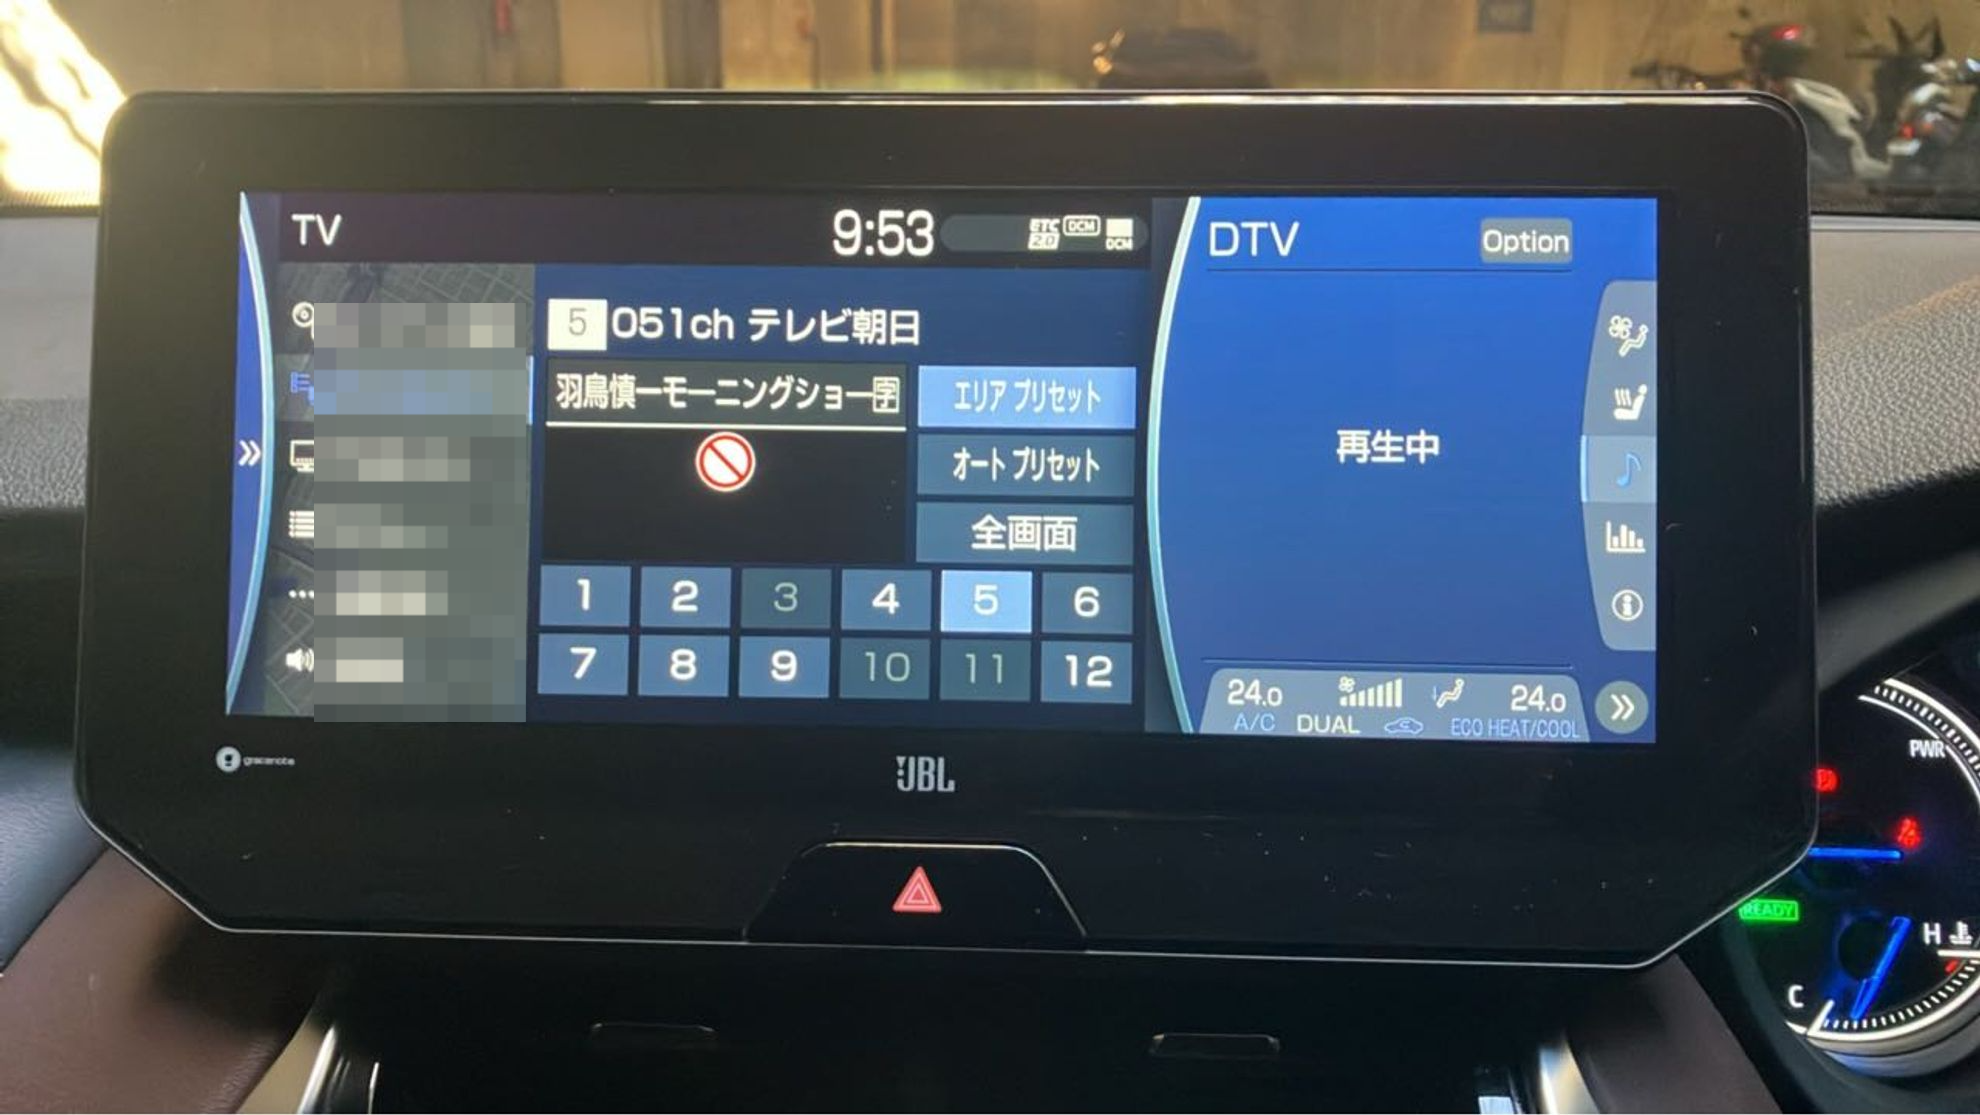 TV
9:53
ETC 2.0
DCM
DCM
DTV
Option
5 051ch テレビ朝日
羽鳥慎一モーニングショー字
エリア プリセット
オート プリセット
全画面
再生中
1 2 3 4 5 6
7 8 9 10 11 12
24.0
24.0
A/C DUAL ECO HEAT/COOL
gracenote
JBL
PWR
READY
H
C